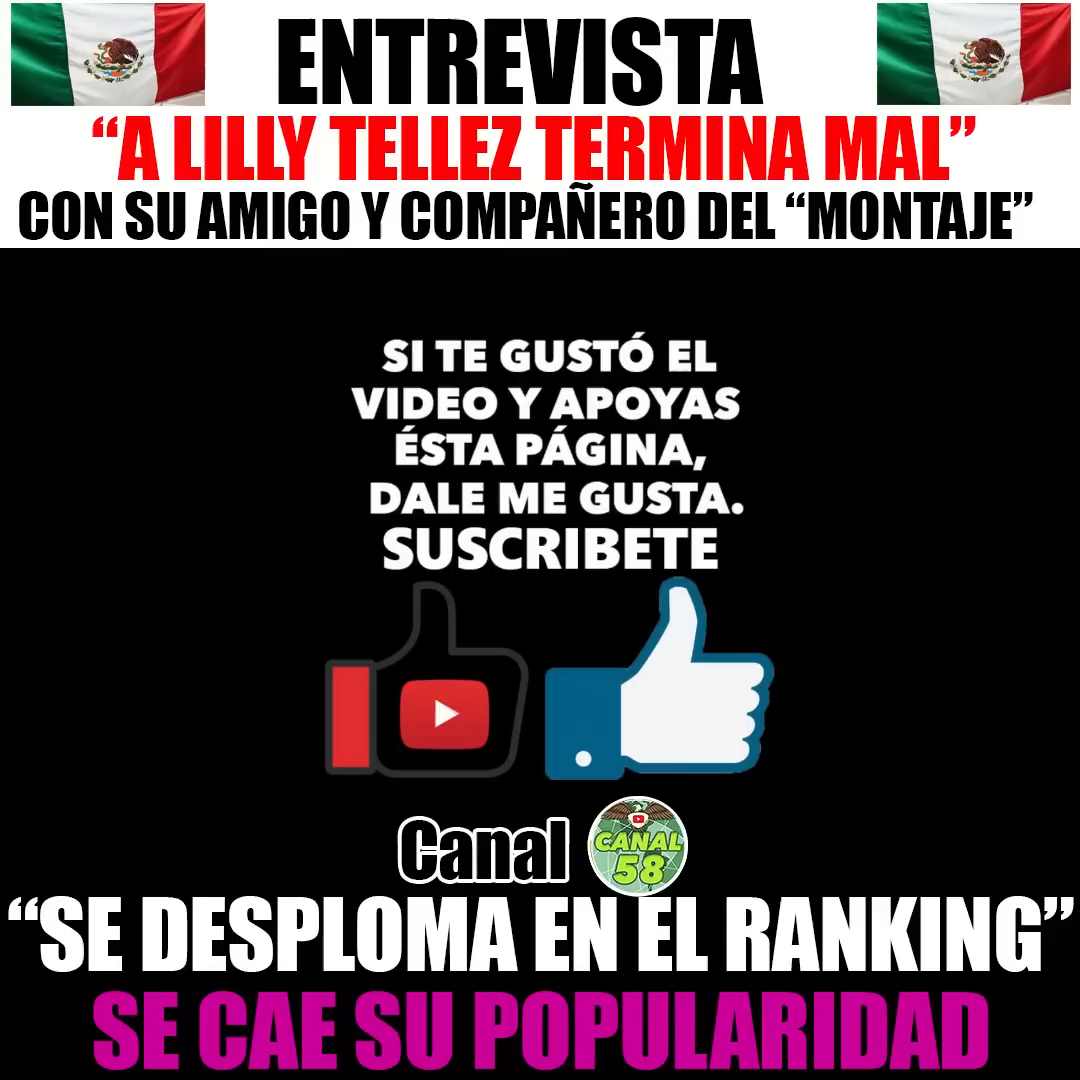 ENTREVISTA
“A LILLY TELLEZ TERMINA MAL”
CON SU AMIGO Y COMPAÑERO DEL “MONTAJE”
SI TE GUSTÓ EL
VIDEO Y APOYAS
ÉSTA PÁGINA,
DALE ME GUSTA.
SUSCRIBETE
Canal
CANAL
58
“SE DESPLOMA EN EL RANKING”
SE CAE SU POPULARIDAD